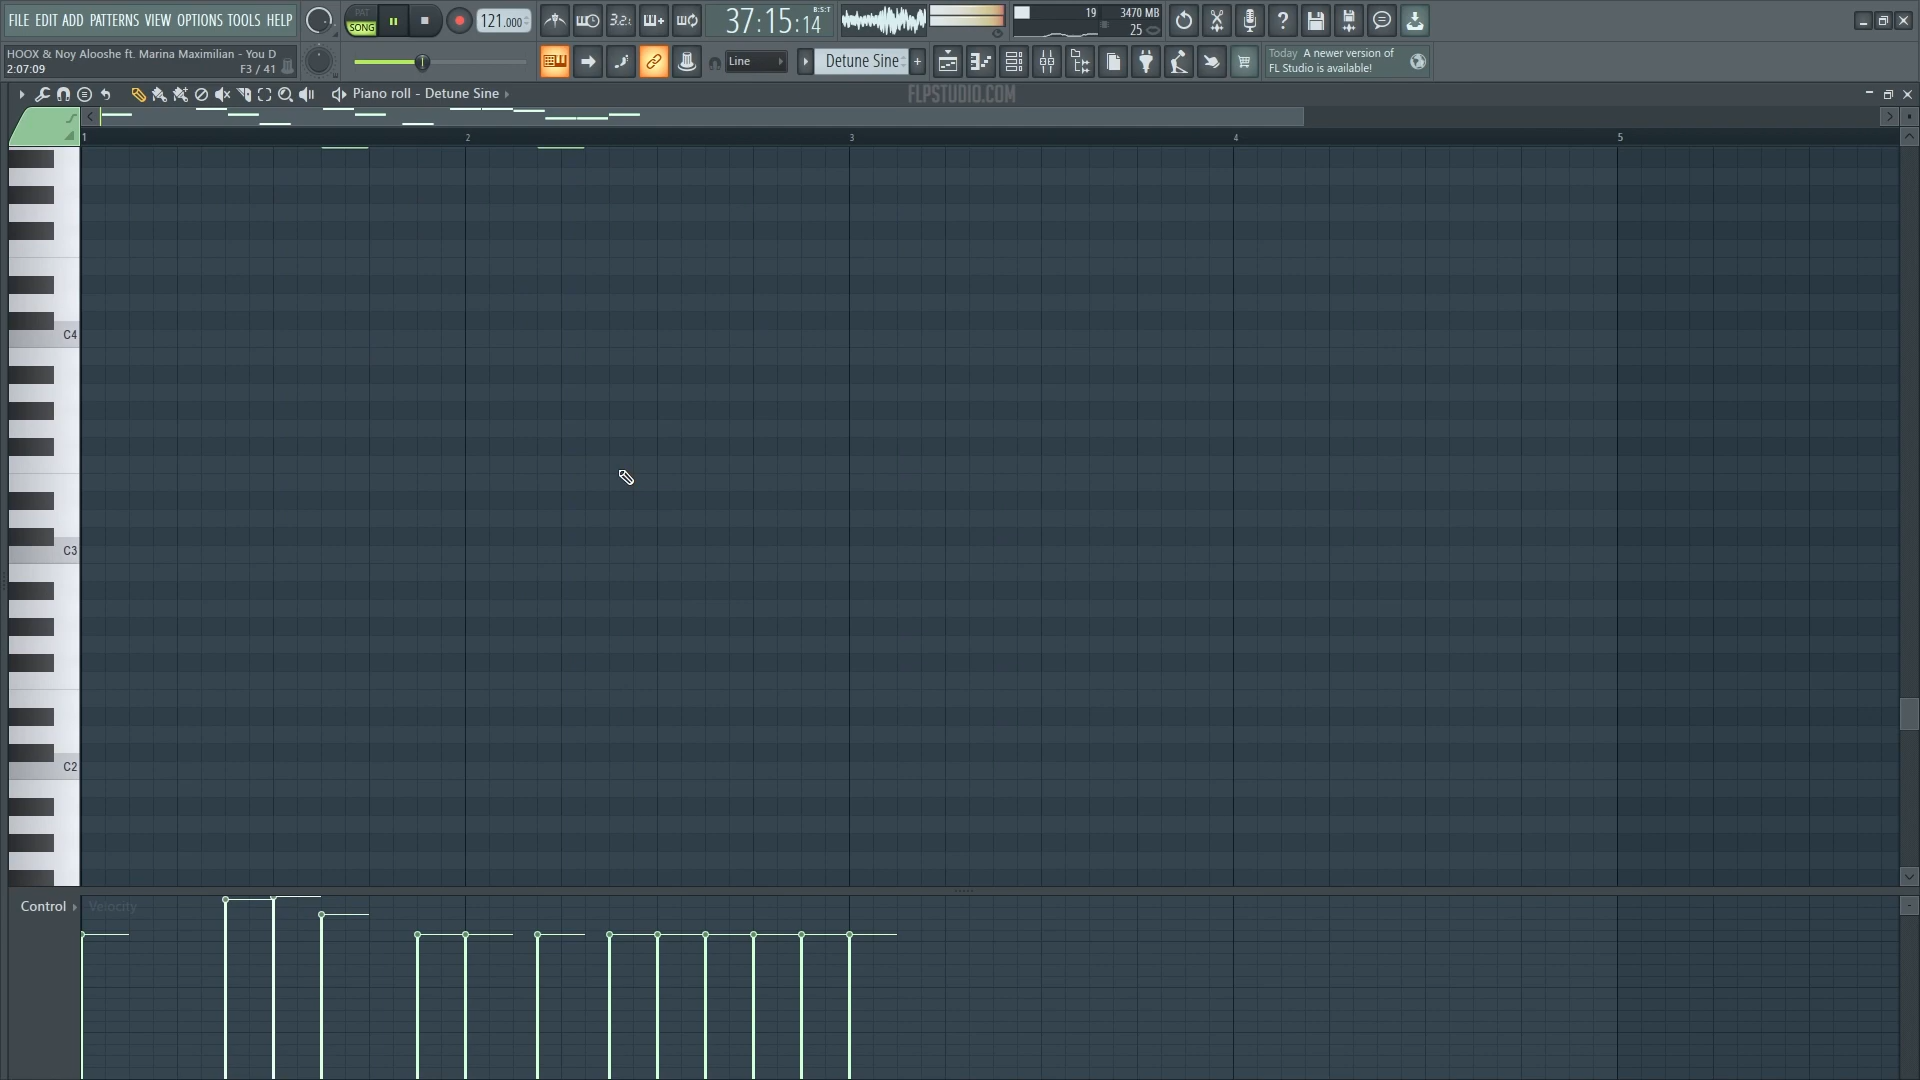 FILE EDIT ADD PATTERNS VIEW OPTIONS TOOLS HELP
PAT
SONG
121.000
3.2.
37:15:14
B:S:T
19
3470 MB
25
HOOX & Noy Alooshe ft. Marina Maximilian - You D
2:07:09
F3 / 41
Line
Detune Sine
+
Today A newer version of
FL Studio is available!
Piano roll - Detune Sine
FLPSTUDIO.COM
1
2
3
4
5
C4
C3
C2
Control
Velocity